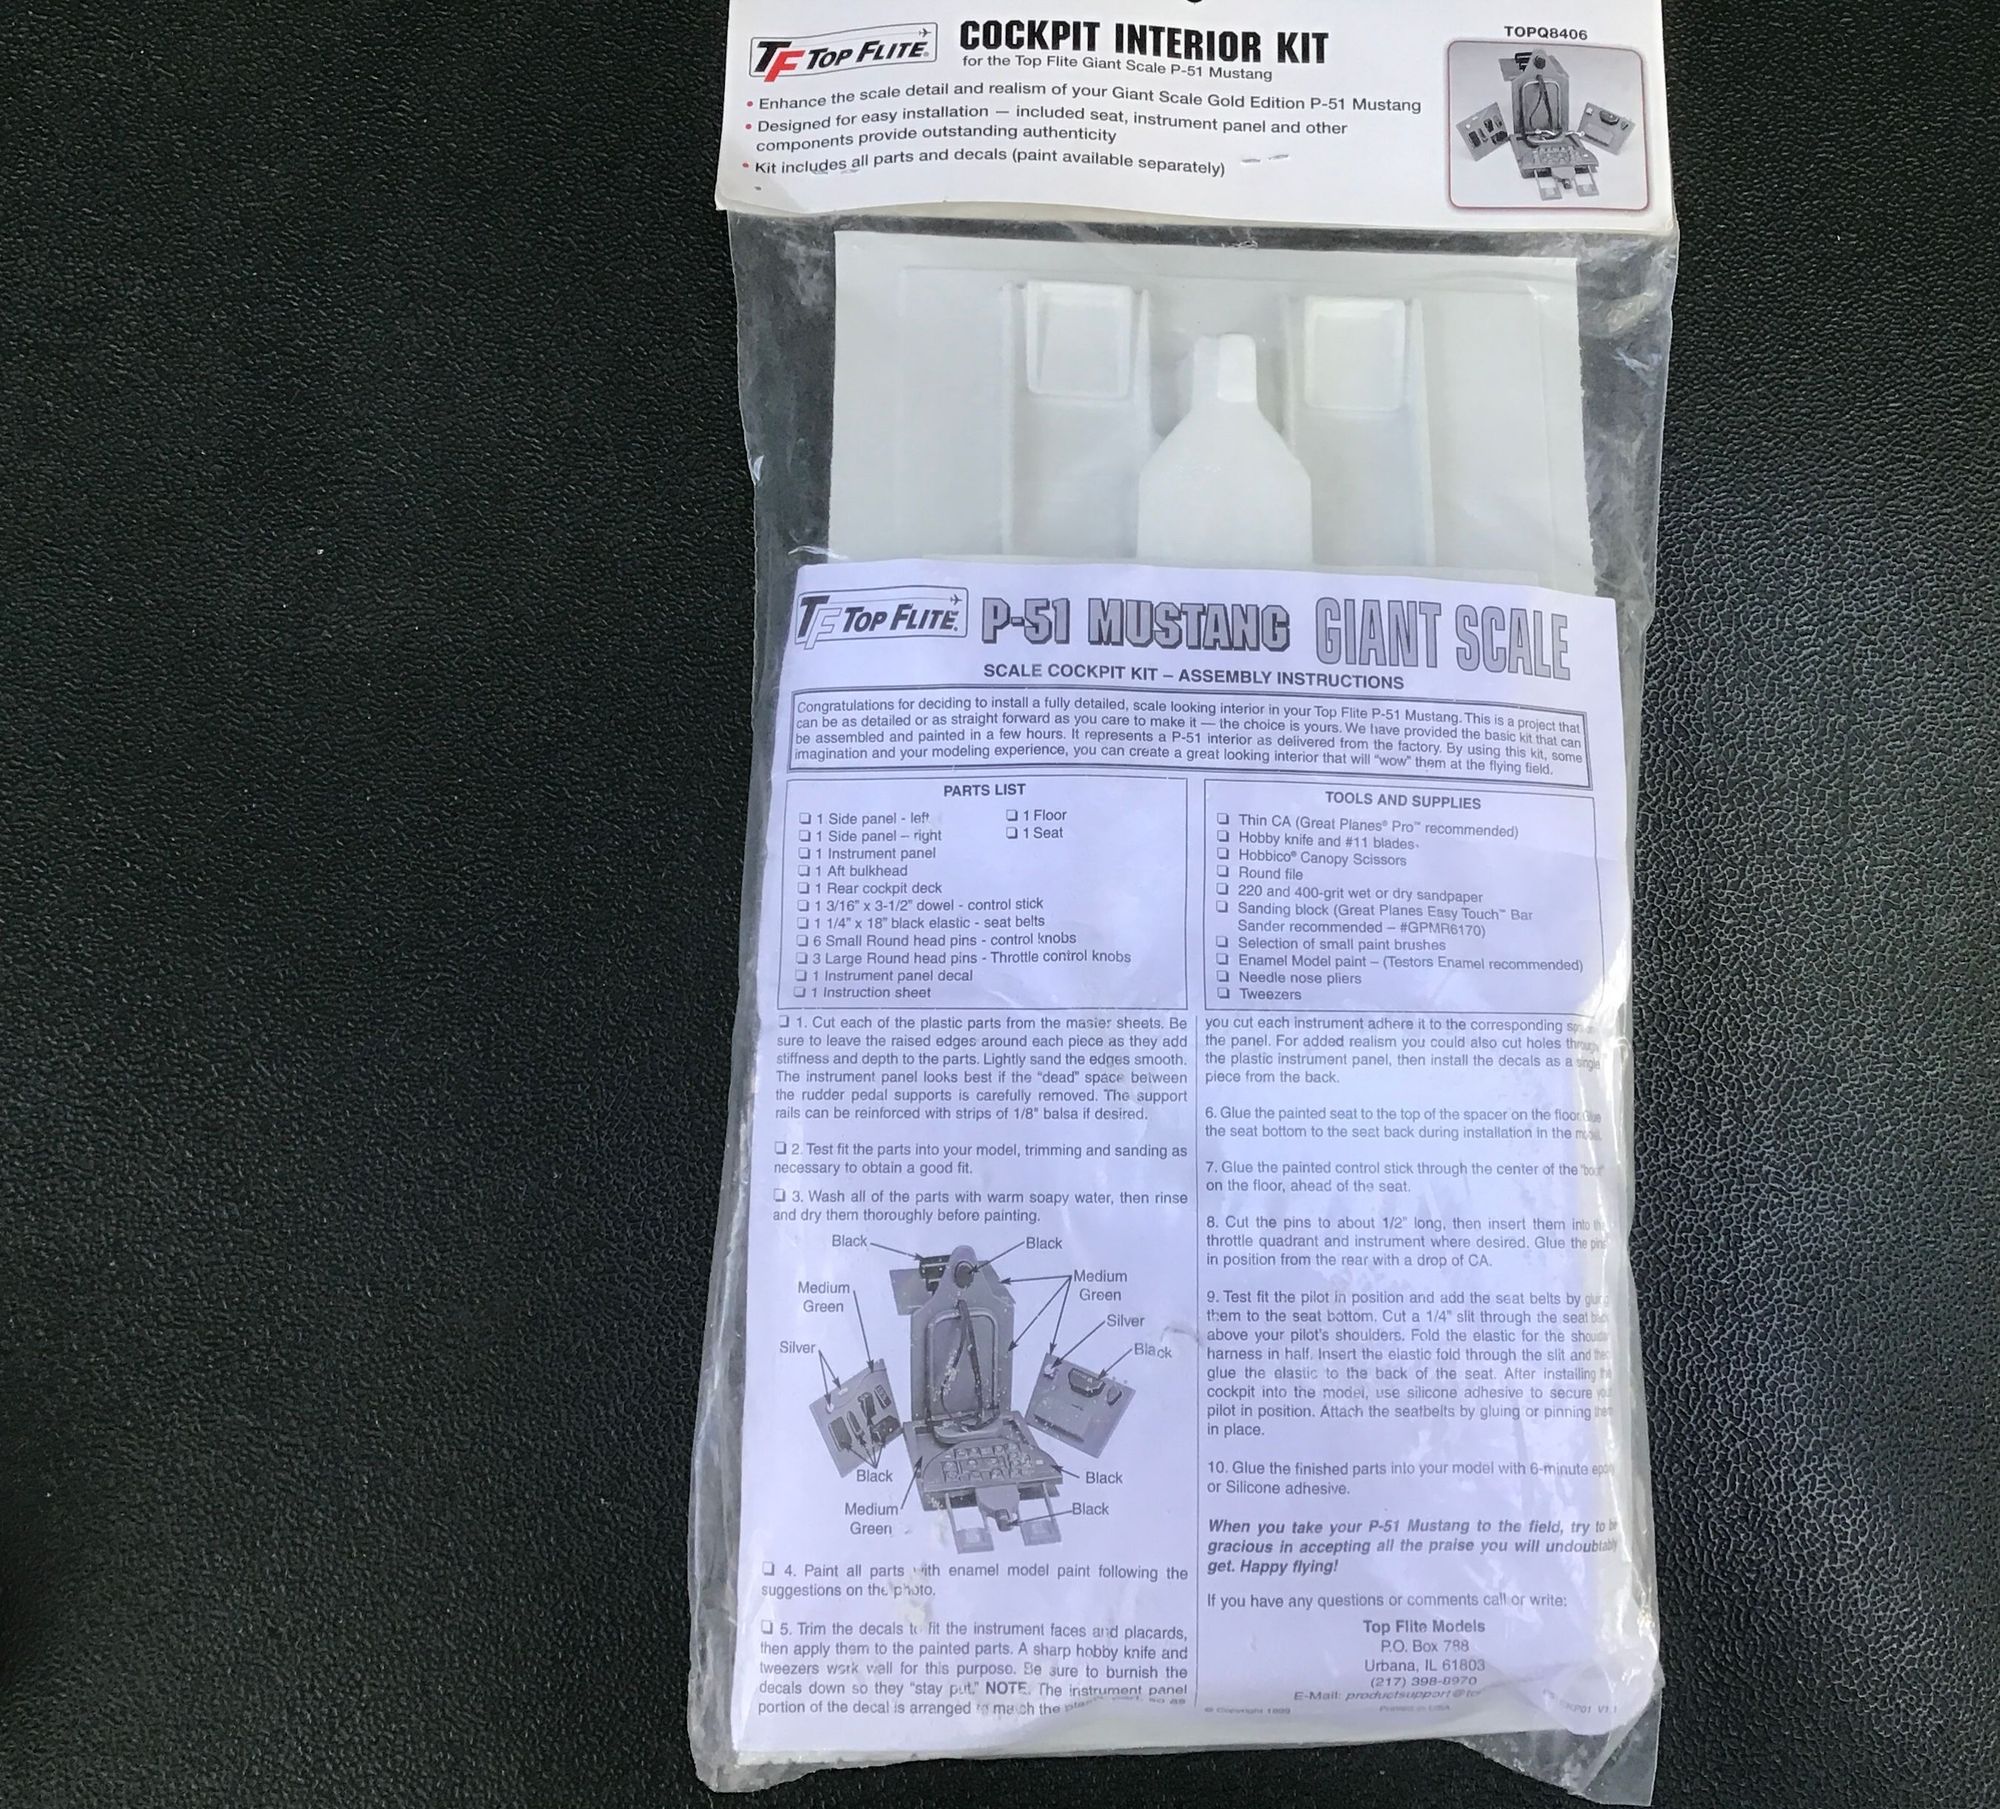 TF TOP FLITE.
COCKPIT INTERIOR KIT
for the Top Flite Giant Scale P-51 Mustang
TOPQ8406
• Enhance the scale detail and realism of your Giant Scale Gold Edition P-51 Mustang
• Designed for easy installation — included seat, instrument panel and other
components provide outstanding authenticity
• Kit includes all parts and decals (paint available separately)
TF TOP FLITE. P-51 MUSTANG GIANT SCALE
SCALE COCKPIT KIT – ASSEMBLY INSTRUCTIONS
Congratulations for deciding to install a fully detailed, scale looking interior in your Top Flite P-51 Mustang. This is a project that
can be as detailed or as straight forward as you care to make it — the choice is yours. We have provided the basic kit that can
be assembled and painted in a few hours. It represents a P-51 interior as delivered from the factory. By using this kit, some
imagination and your modeling experience, you can create a great looking interior that will "wow" them at the flying field.
PARTS LIST
❏ 1 Side panel - left
❏ 1 Side panel – right
❏ 1 Instrument panel
❏ 1 Aft bulkhead
❏ 1 Rear cockpit deck
❏ 1 3/16" x 3-1/2" dowel - control stick
❏ 1 1/4" x 18" black elastic - seat belts
❏ 6 Small Round head pins - control knobs
❏ 3 Large Round head pins - Throttle control knobs
❏ 1 Instrument panel decal
❏ 1 Instruction sheet
❏ 1 Floor
❏ 1 Seat
TOOLS AND SUPPLIES
❏ Thin CA (Great Planes® Pro™ recommended)
❏ Hobby knife and #11 blades
❏ Hobbico® Canopy Scissors
❏ Round file
❏ 220 and 400-grit wet or dry sandpaper
❏ Sanding block (Great Planes Easy Touch™ Bar
Sander recommended – #GPMR6170)
❏ Selection of small paint brushes
❏ Enamel Model paint – (Testors Enamel recommended)
❏ Needle nose pliers
❏ Tweezers
❏ 1. Cut each of the plastic parts from the master sheets. Be
sure to leave the raised edges around each piece as they add
stiffness and depth to the parts. Lightly sand the edges smooth.
The instrument panel looks best if the "dead" space between
the rudder pedal supports is carefully removed. The support
rails can be reinforced with strips of 1/8" balsa if desired.
❏ 2. Test fit the parts into your model, trimming and sanding as
necessary to obtain a good fit.
❏ 3. Wash all of the parts with warm soapy water, then rinse
and dry them thoroughly before painting.
Black
Black
Medium
Green
Medium
Green
Silver
Silver
Black
Black
Black
Medium
Green
Black
❏ 4. Paint all parts with enamel model paint following the
suggestions on the photo.
❏ 5. Trim the decals to fit the instrument faces and placards,
then apply them to the painted parts. A sharp hobby knife and
tweezers work well for this purpose. Be sure to burnish the
decals down so they "stay put." NOTE. The instrument panel
portion of the decal is arranged to match the
you cut each instrument adhere it to the corresponding
the panel. For added realism you could also cut holes through
the plastic instrument panel, then install the decals as a single
piece from the back.
6. Glue the painted seat to the top of the spacer on the floor. Glue
the seat bottom to the seat back during installation in the model.
7. Glue the painted control stick through the center of the "boot"
on the floor, ahead of the seat.
8. Cut the pins to about 1/2" long, then insert them into the
throttle quadrant and instrument where desired. Glue the pins
in position from the rear with a drop of CA.
9. Test fit the pilot in position and add the seat belts by gluing
them to the seat bottom. Cut a 1/4" slit through the seat back
above your pilot's shoulders. Fold the elastic for the shoulder
harness in half. Insert the elastic fold through the slit and then
glue the elastic to the back of the seat. After installing the
cockpit into the model, use silicone adhesive to secure your
pilot in position. Attach the seatbelts by gluing or pinning them
in place.
10. Glue the finished parts into your model with 6-minute epoxy
or Silicone adhesive.
When you take your P-51 Mustang to the field, try to be
gracious in accepting all the praise you will undoubtably
get. Happy flying!
If you have any questions or comments call or write:
Top Flite Models
P.O. Box 788
Urbana, IL 61803
(217) 398-8970
E-Mail: productsupport@
© Copyright 1999
Printed in USA
V1.1